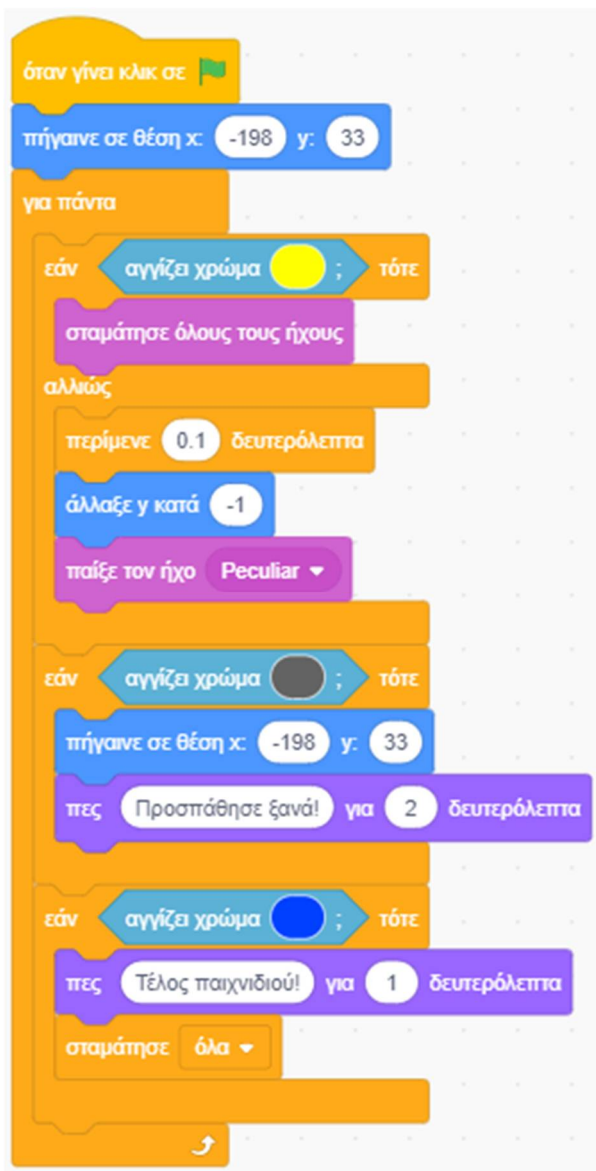 όταν γίνει κλικ σε
πήγαινε σε θέση x: -198 y: 33
για πάντα
εάν αγγίζει χρώμα ; τότε
σταμάτησε όλους τους ήχους
αλλιώς
περίμενε 0.1 δευτερόλεπτα
άλλαξε y κατά -1
παίξε τον ήχο Peculiar
εάν αγγίζει χρώμα ; τότε
πήγαινε σε θέση x: -198 y: 33
πες Προσπάθησε ξανά! για 2 δευτερόλεπτα
εάν αγγίζει χρώμα ; τότε
πες Τέλος παιχνιδιού! για 1 δευτερόλεπτα
σταμάτησε όλα